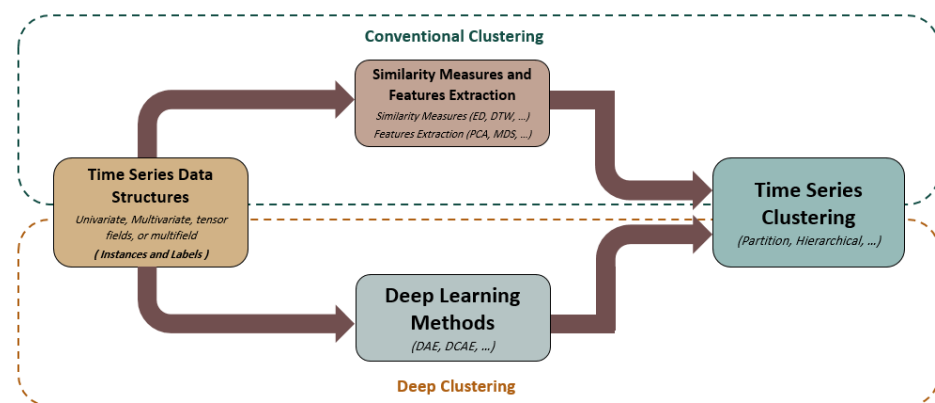 Conventional Clustering
Similarity Measures and
Features Extraction
Similarity Measures (ED, DTW, ...)
Features Extraction (PCA, MDS, ...)
Time Series Data
Structures
Univariate, Multivariate, tensor
fields, or multifield
( Instances and Labels )
Time Series
Clustering
(Partition, Hierarchical, ...)
Deep Learning
Methods
(DAE, DCAE, ...)
Deep Clustering